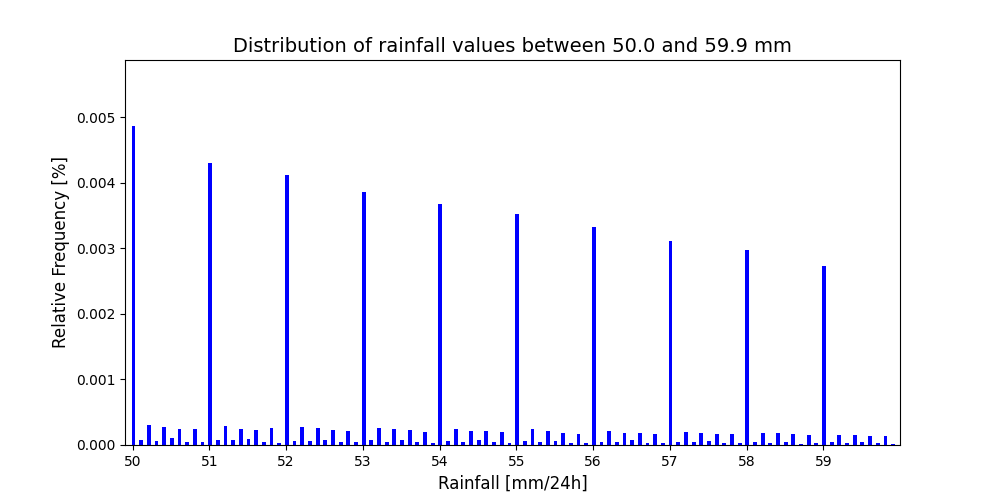 Distribution of rainfall values between 50.0 and 59.9 mm
Relative Frequency [%]
0.005
0.004
0.003
0.002
0.001
0.000
50 51 52 53 54 55 56 57 58 59
Rainfall [mm/24h]